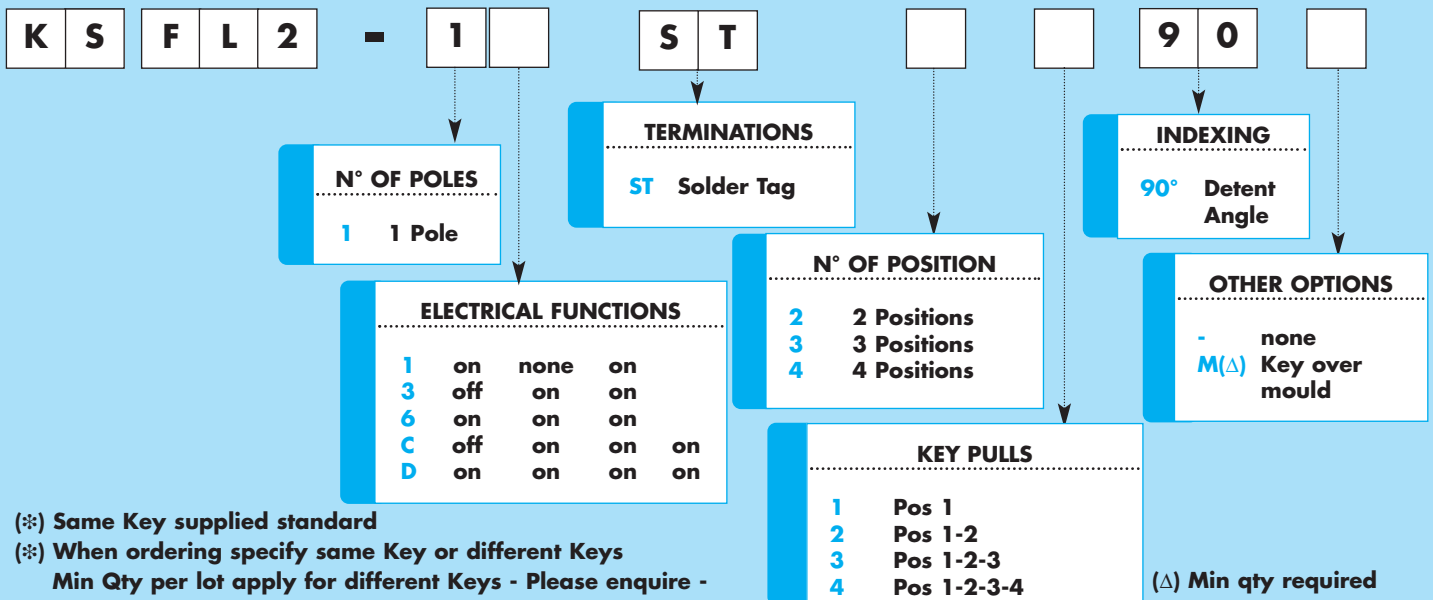 K S F L 2 - 1 S T 9 0
N° OF POLES
1 1 Pole
TERMINATIONS
ST Solder Tag
INDEXING
90° Detent
Angle
ELECTRICAL FUNCTIONS
1 on none on
3 off on on
6 on on on
C off on on on
D on on on on
N° OF POSITION
2 2 Positions
3 3 Positions
4 4 Positions
OTHER OPTIONS
- none
M(Δ) Key over
mould
KEY PULLS
1 Pos 1
2 Pos 1-2
3 Pos 1-2-3
4 Pos 1-2-3-4
(✻) Same Key supplied standard
(✻) When ordering specify same Key or different Keys
Min Qty per lot apply for different Keys - Please enquire -
(Δ) Min qty required